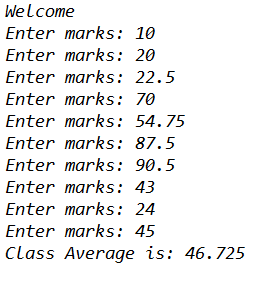 Welcome
Enter marks: 10
Enter marks: 20
Enter marks: 22.5
Enter marks: 70
Enter marks: 54.75
Enter marks: 87.5
Enter marks: 90.5
Enter marks: 43
Enter marks: 24
Enter marks: 45
Class Average is: 46.725